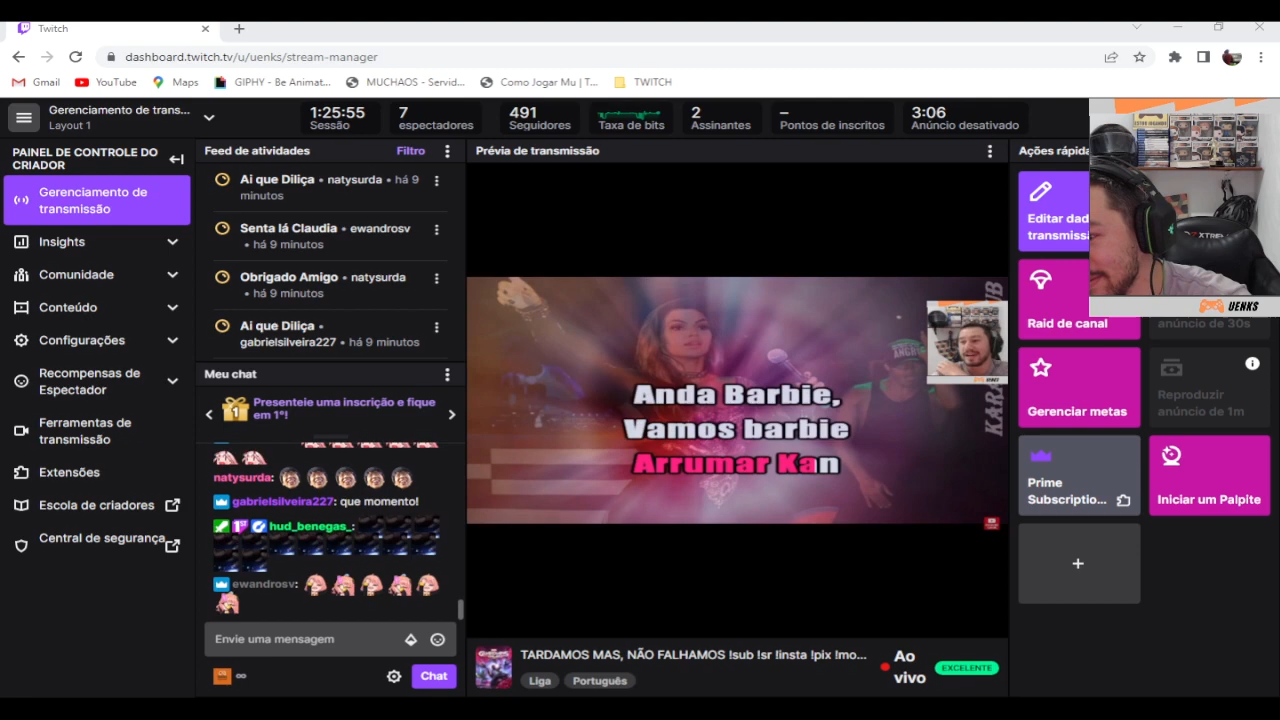 Twitch
dashboard.twitch.tv/u/uenks/stream-manager
Gmail
YouTube
Maps
GIPHY - Be Animat...
MUCHAOS - Servid...
Como Jogar Mu | T...
TWITCH
Gerenciamento de trans...
Layout 1
1:25:55
Sessão
7
espectadores
491
Seguidores
Taxa de bits
2
Assinantes
–
Pontos de inscritos
3:06
Anúncio desativado
PAINEL DE CONTROLE DO
CRIADOR
Gerenciamento de
transmissão
Insights
Comunidade
Conteúdo
Configurações
Recompensas de
Espectador
Ferramentas de
transmissão
Extensões
Escola de criadores
Central de segurança
Feed de atividades
Filtro
Ai que Diliça • natysurda • há 9
minutos
Senta lá Claudia • ewandrosv
• há 9 minutos
Obrigado Amigo • natysurda
• há 9 minutos
Ai que Diliça •
gabrielsilveira227 • há 9 minutos
Meu chat
Presenteie uma inscrição e fique
em 1º!
natysurda:
gabrielsilveira227: que momento!
hud_benegas_:
ewandrosv:
Envie uma mensagem
Chat
Prévia de transmissão
Anda Barbie,
Vamos barbie
Arrumar Kan
TARDAMOS MAS, NÃO FALHAMOS !sub !sr !insta !pix !mo...
Liga
Português
Ao
vivo
EXCELENTE
Ações rápida
Editar dad
transmissã
Raid de canal
anúncio de 30s
Gerenciar metas
Reproduzir
anúncio de 1m
Prime
Subscriptio...
Iniciar um Palpite
UENKS